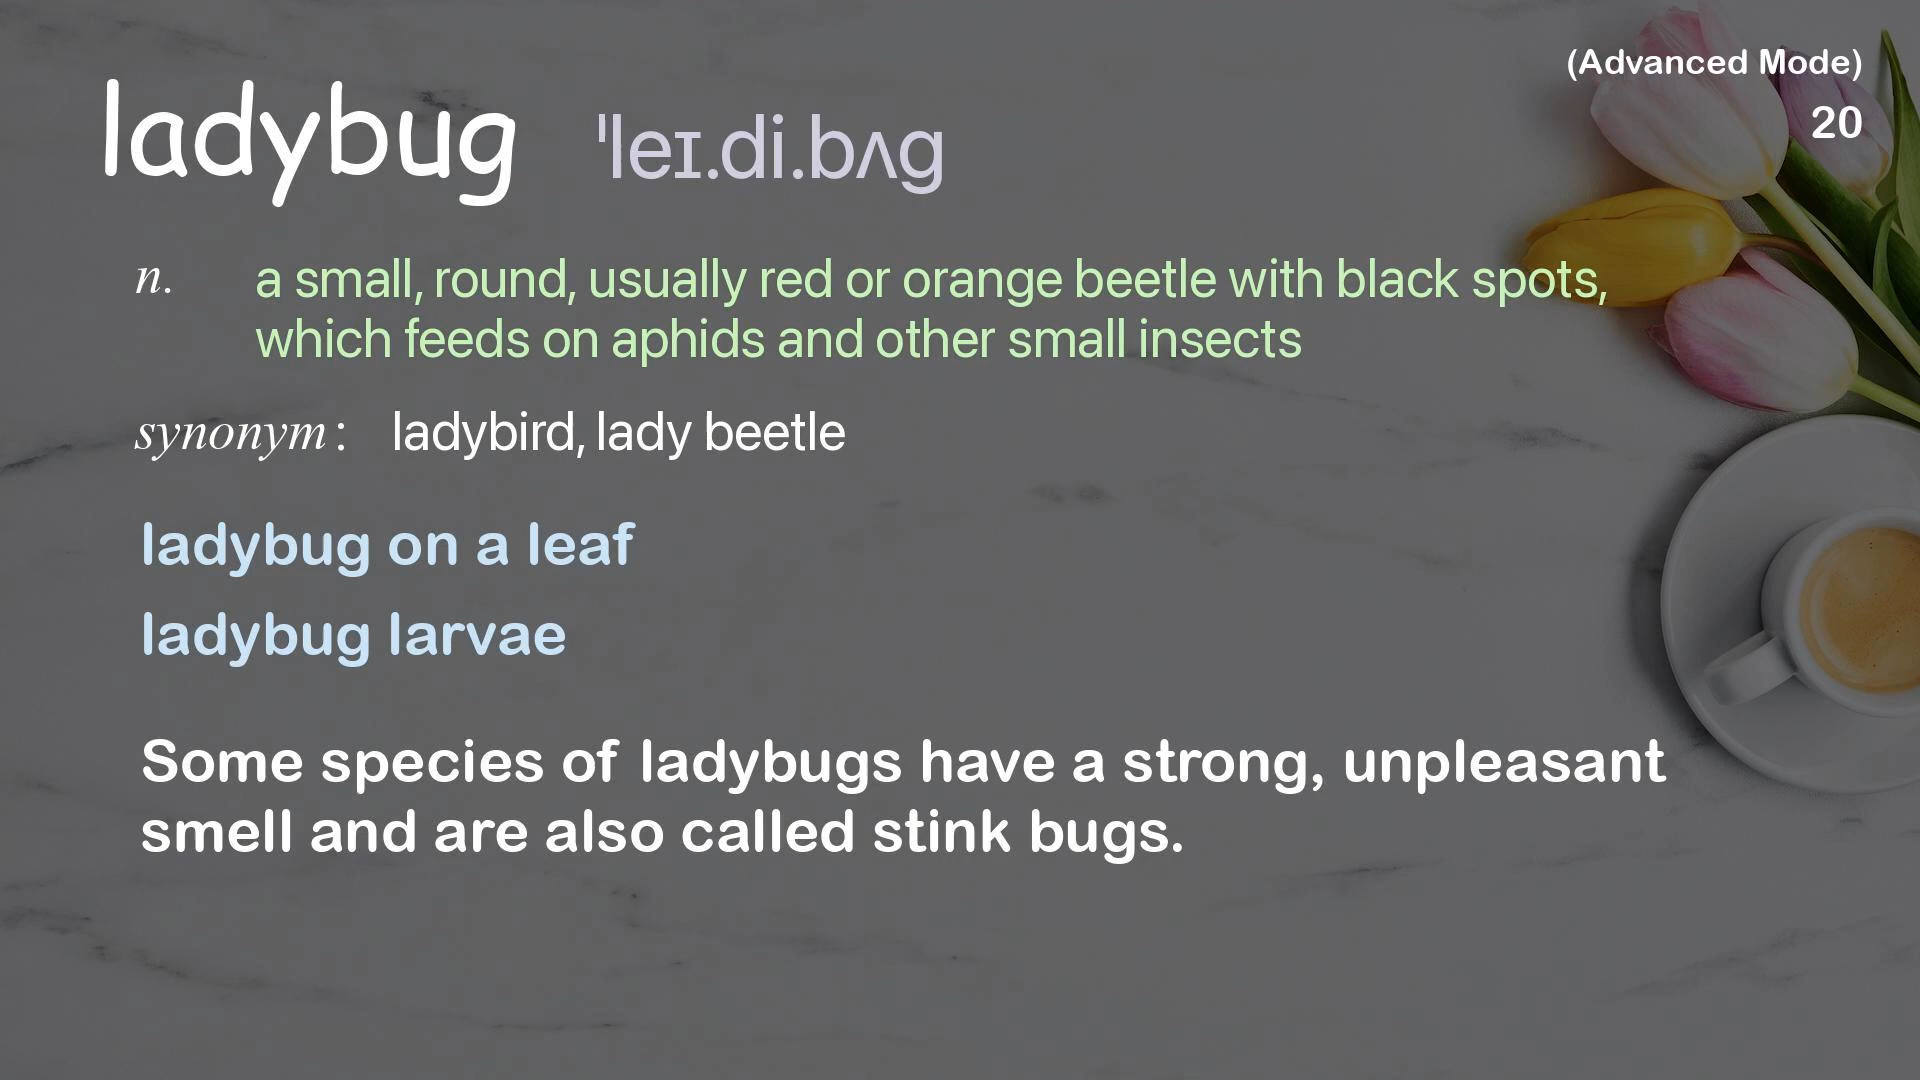 (Advanced Mode)
20
ladybug ˈleɪ.di.bʌg
n. a small, round, usually red or orange beetle with black spots,
which feeds on aphids and other small insects
synonym: ladybird, lady beetle
ladybug on a leaf
ladybug larvae
Some species of ladybugs have a strong, unpleasant
smell and are also called stink bugs.